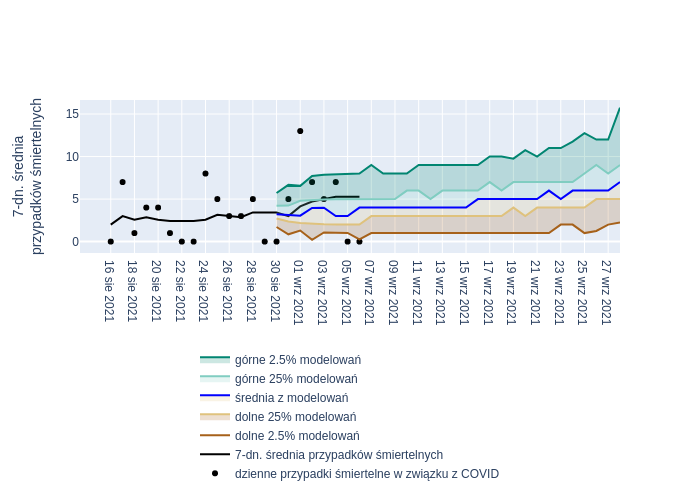 7-dn. średnia
przypadków śmiertelnych
15
10
5
0
16 sie 2021
18 sie 2021
20 sie 2021
22 sie 2021
24 sie 2021
26 sie 2021
28 sie 2021
30 sie 2021
01 wrz 2021
03 wrz 2021
05 wrz 2021
07 wrz 2021
09 wrz 2021
11 wrz 2021
13 wrz 2021
15 wrz 2021
17 wrz 2021
19 wrz 2021
21 wrz 2021
23 wrz 2021
25 wrz 2021
27 wrz 2021
górne 2.5% modelowań
górne 25% modelowań
średnia z modelowań
dolne 25% modelowań
dolne 2.5% modelowań
7-dn. średnia przypadków śmiertelnych
dzienne przypadki śmiertelne w związku z COVID